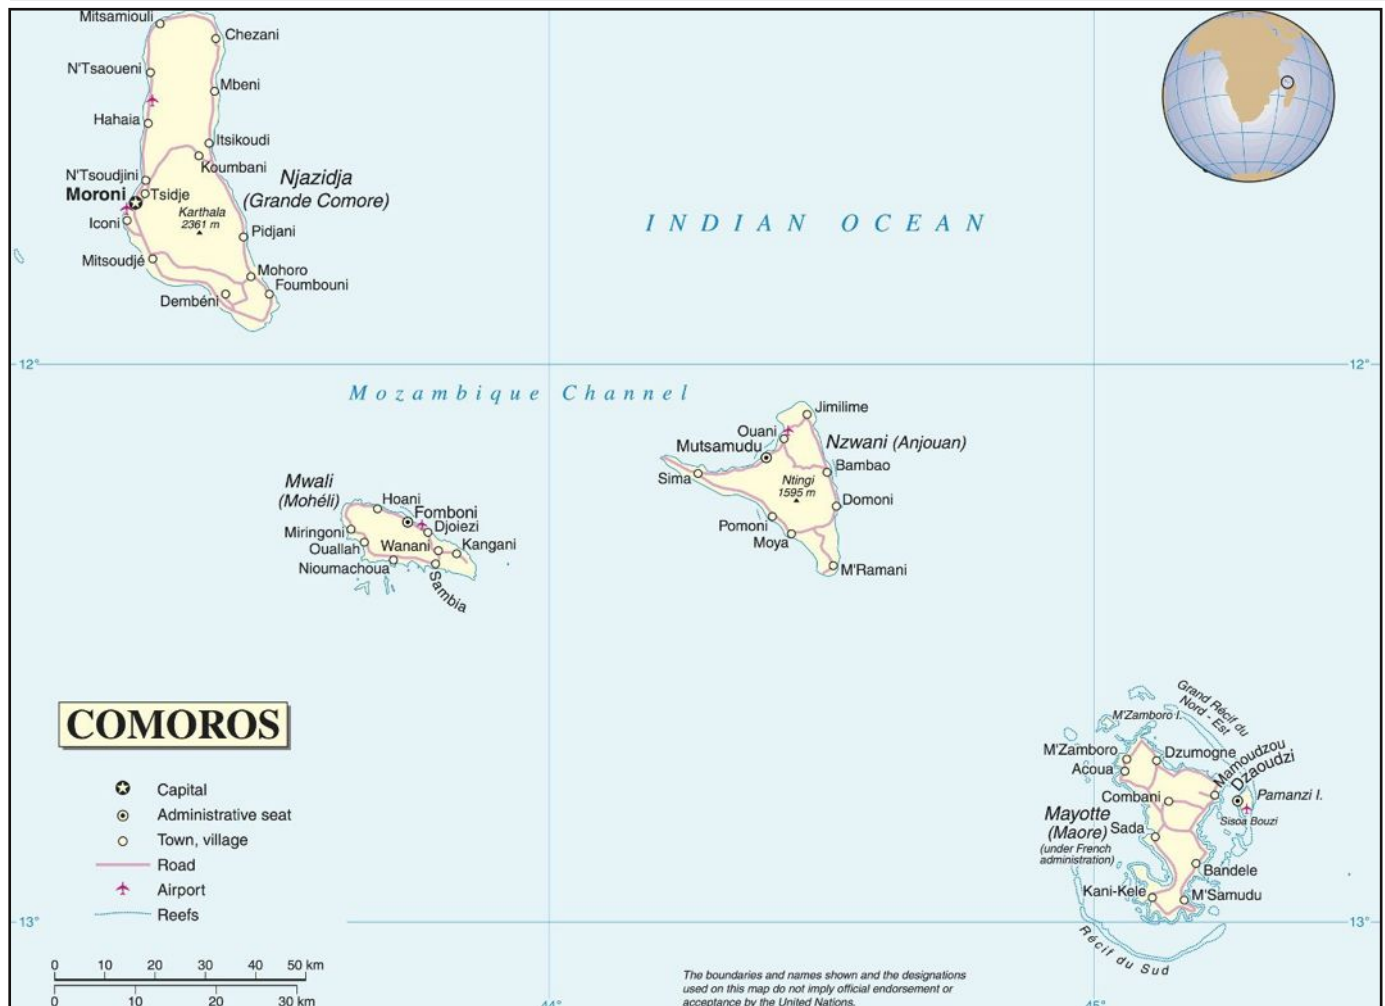 Mitsamiouli
Chezani
N'Tsaoueni
Mbeni
Hahaia
Itsikoudi
Koumbani
N'Tsoudjini
Njazidja
(Grande Comore)
Moroni
Tsidje
Karthala
2361 m
Iconi
Pidjani
Mitsoudjé
Mohoro
Foumbouni
Dembéni
INDIAN OCEAN
12°
12°
Mozambique Channel
Jimilime
Ouani
Mutsamudu
Nzwani (Anjouan)
Bambao
Sima
Ntingi
1595 m
Domoni
Pomoni
Moya
M'Ramani
Mwali
(Mohéli)
Hoani
Fomboni
Djoiezi
Miringoni
Ouallah
Wanani
Kangani
Nioumachoua
Sambia
Grand Récif du
Nord - Est
M'Zamboro I.
M'Zamboro
Dzumogne
Acoua
Mamoudzou
Dzaoudzi
Combani
Pamanzi I.
Mayotte
(Maore)
(under French
administration)
Sada
Sisoa Bouzi
Bandele
Kani-Kele
M'Samudu
Récif du Sud
COMOROS
Capital
Administrative seat
Town, village
Road
Airport
Reefs
13°
13°
0 10 20 30 40 50 km
0 10 20 30 km
44°
45°
The boundaries and names shown and the designations
used on this map do not imply official endorsement or
acceptance by the United Nations.